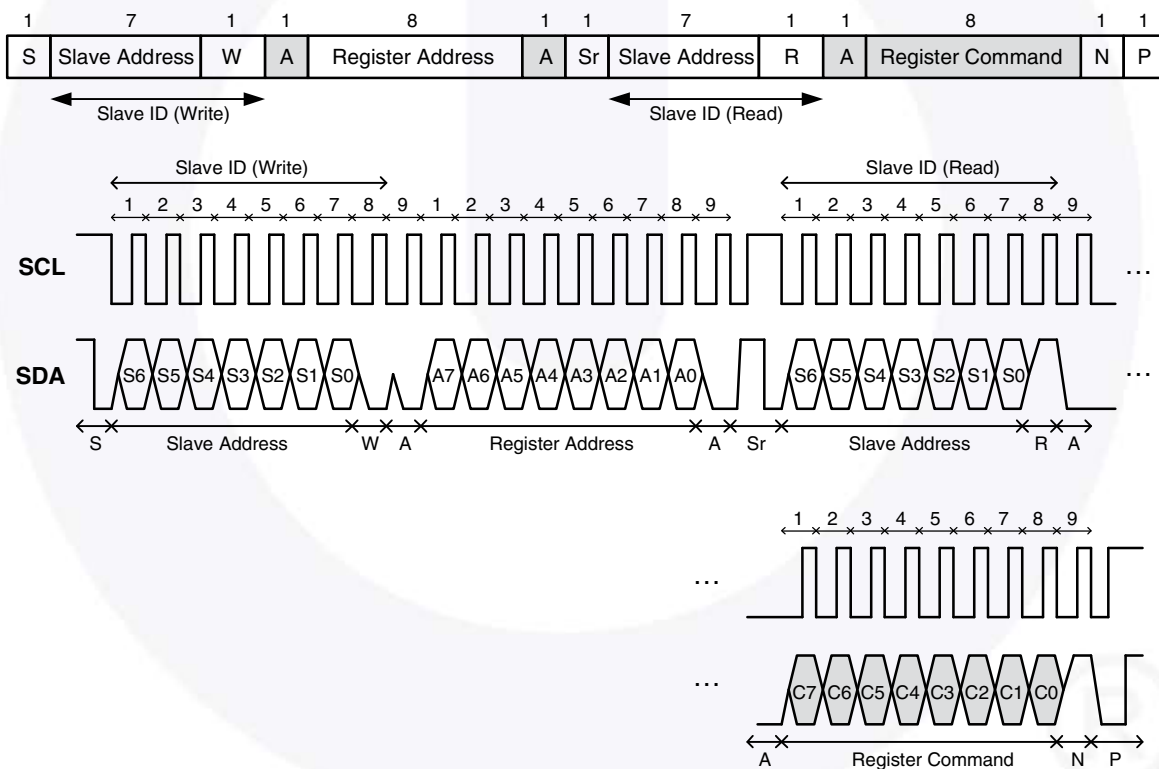 1 7 1 1 8 1 1 7 1 1 8 1 1
S Slave Address W A Register Address A Sr Slave Address R A Register Command N P
Slave ID (Write) Slave ID (Read)
Slave ID (Write) Slave ID (Read)
1 2 3 4 5 6 7 8 9 1 2 3 4 5 6 7 8 9 1 2 3 4 5 6 7 8 9
SCL ...
SDA S6 S5 S4 S3 S2 S1 S0 A7 A6 A5 A4 A3 A2 A1 A0 S6 S5 S4 S3 S2 S1 S0 ...
S Slave Address W A Register Address A Sr Slave Address R A
1 2 3 4 5 6 7 8 9
...
... C7 C6 C5 C4 C3 C2 C1 C0
A Register Command N P
®